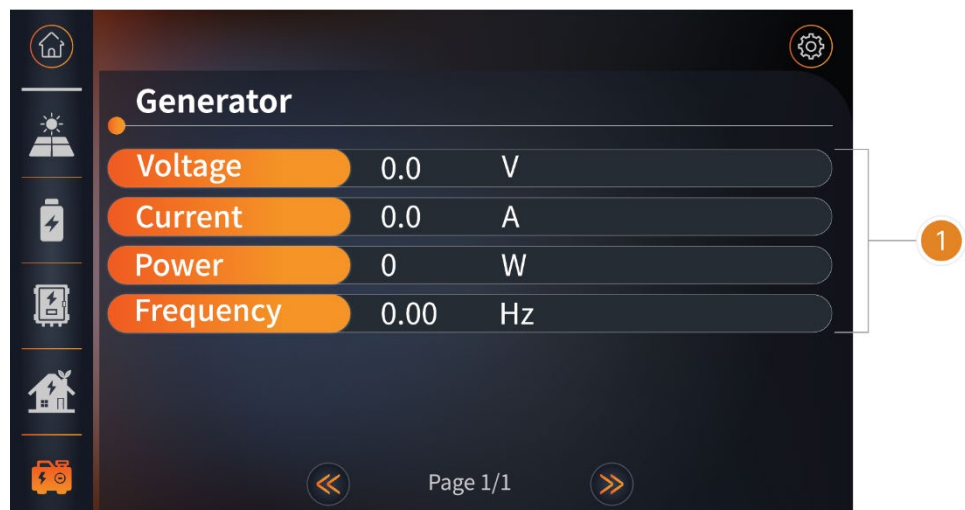 Generator
Voltage 0.0 V
Current 0.0 A
Power 0 W
Frequency 0.00 Hz
1
Page 1/1